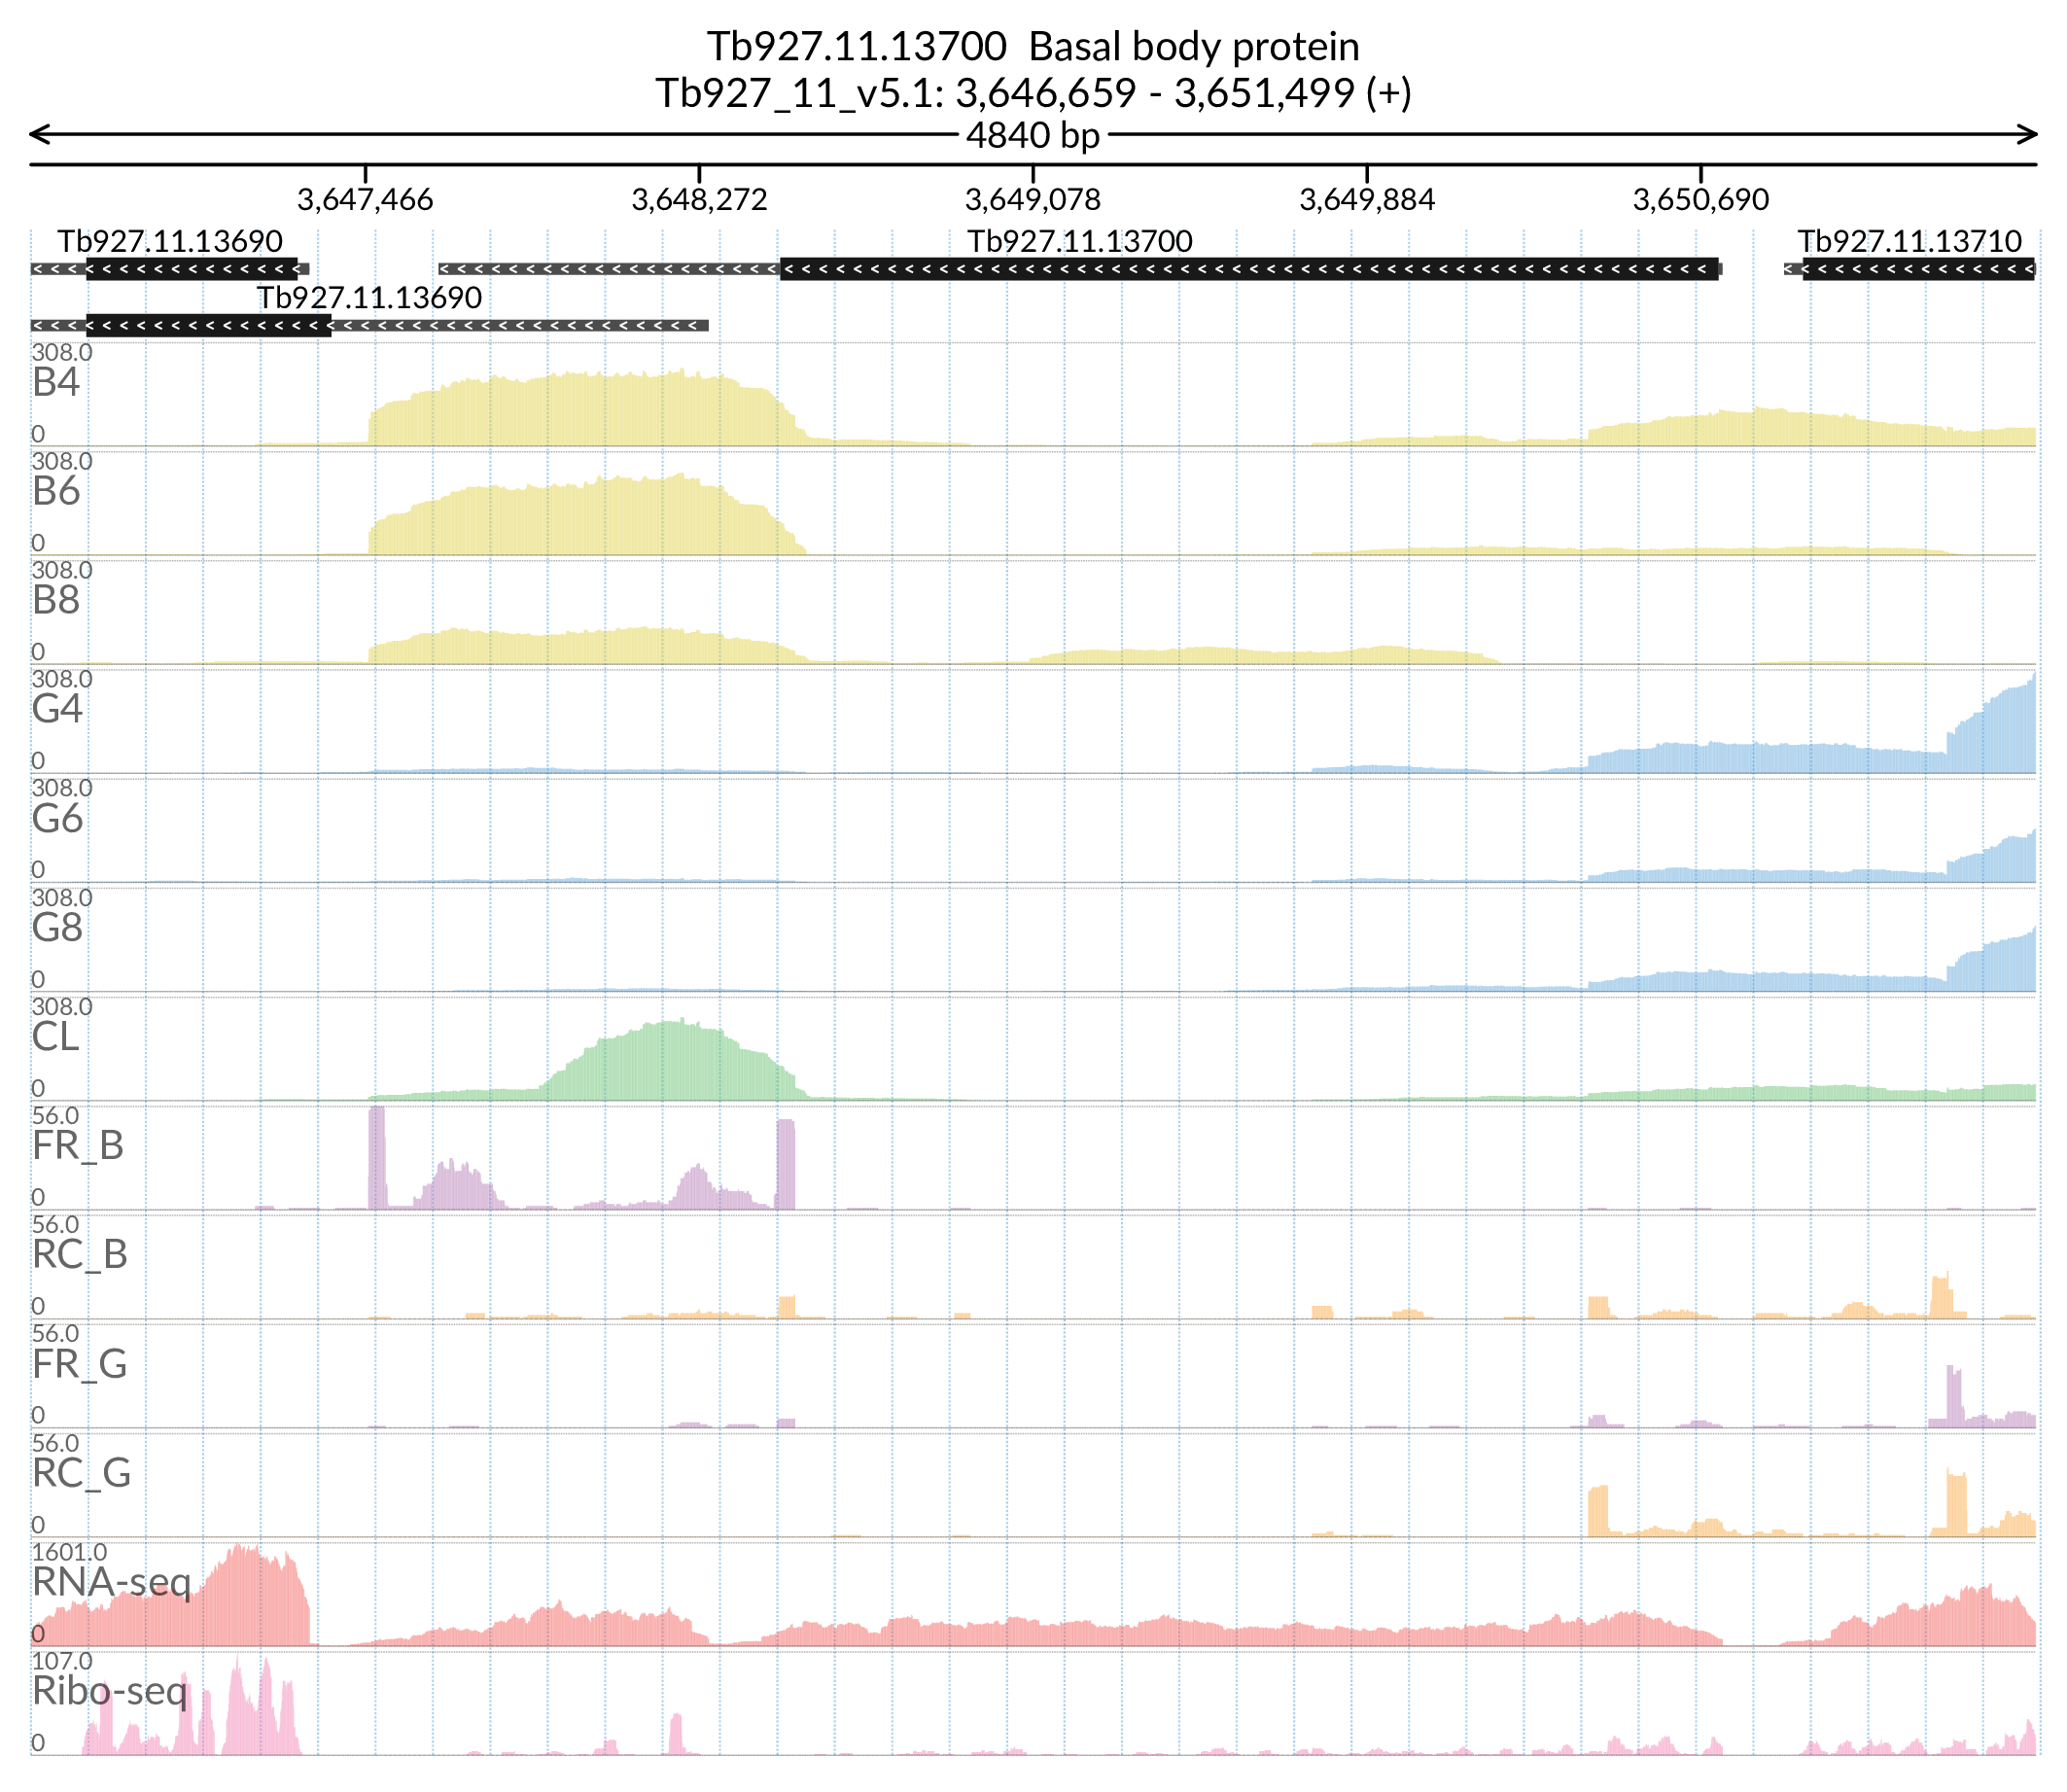 Tb927.11.13700 Basal body protein
Tb927_11_v5.1: 3,646,659 - 3,651,499 (+)
4840 bp
3,647,466 3,648,272 3,649,078 3,649,884 3,650,690
Tb927.11.13690 Tb927.11.13700 Tb927.11.13710
Tb927.11.13690
308.0
B4
0
308.0
B6
0
308.0
B8
0
308.0
G4
0
308.0
G6
0
308.0
G8
0
308.0
CL
0
56.0
FR_B
0
56.0
RC_B
0
56.0
FR_G
0
56.0
RC_G
0
1601.0
RNA-seq
0
107.0
Ribo-seq
0